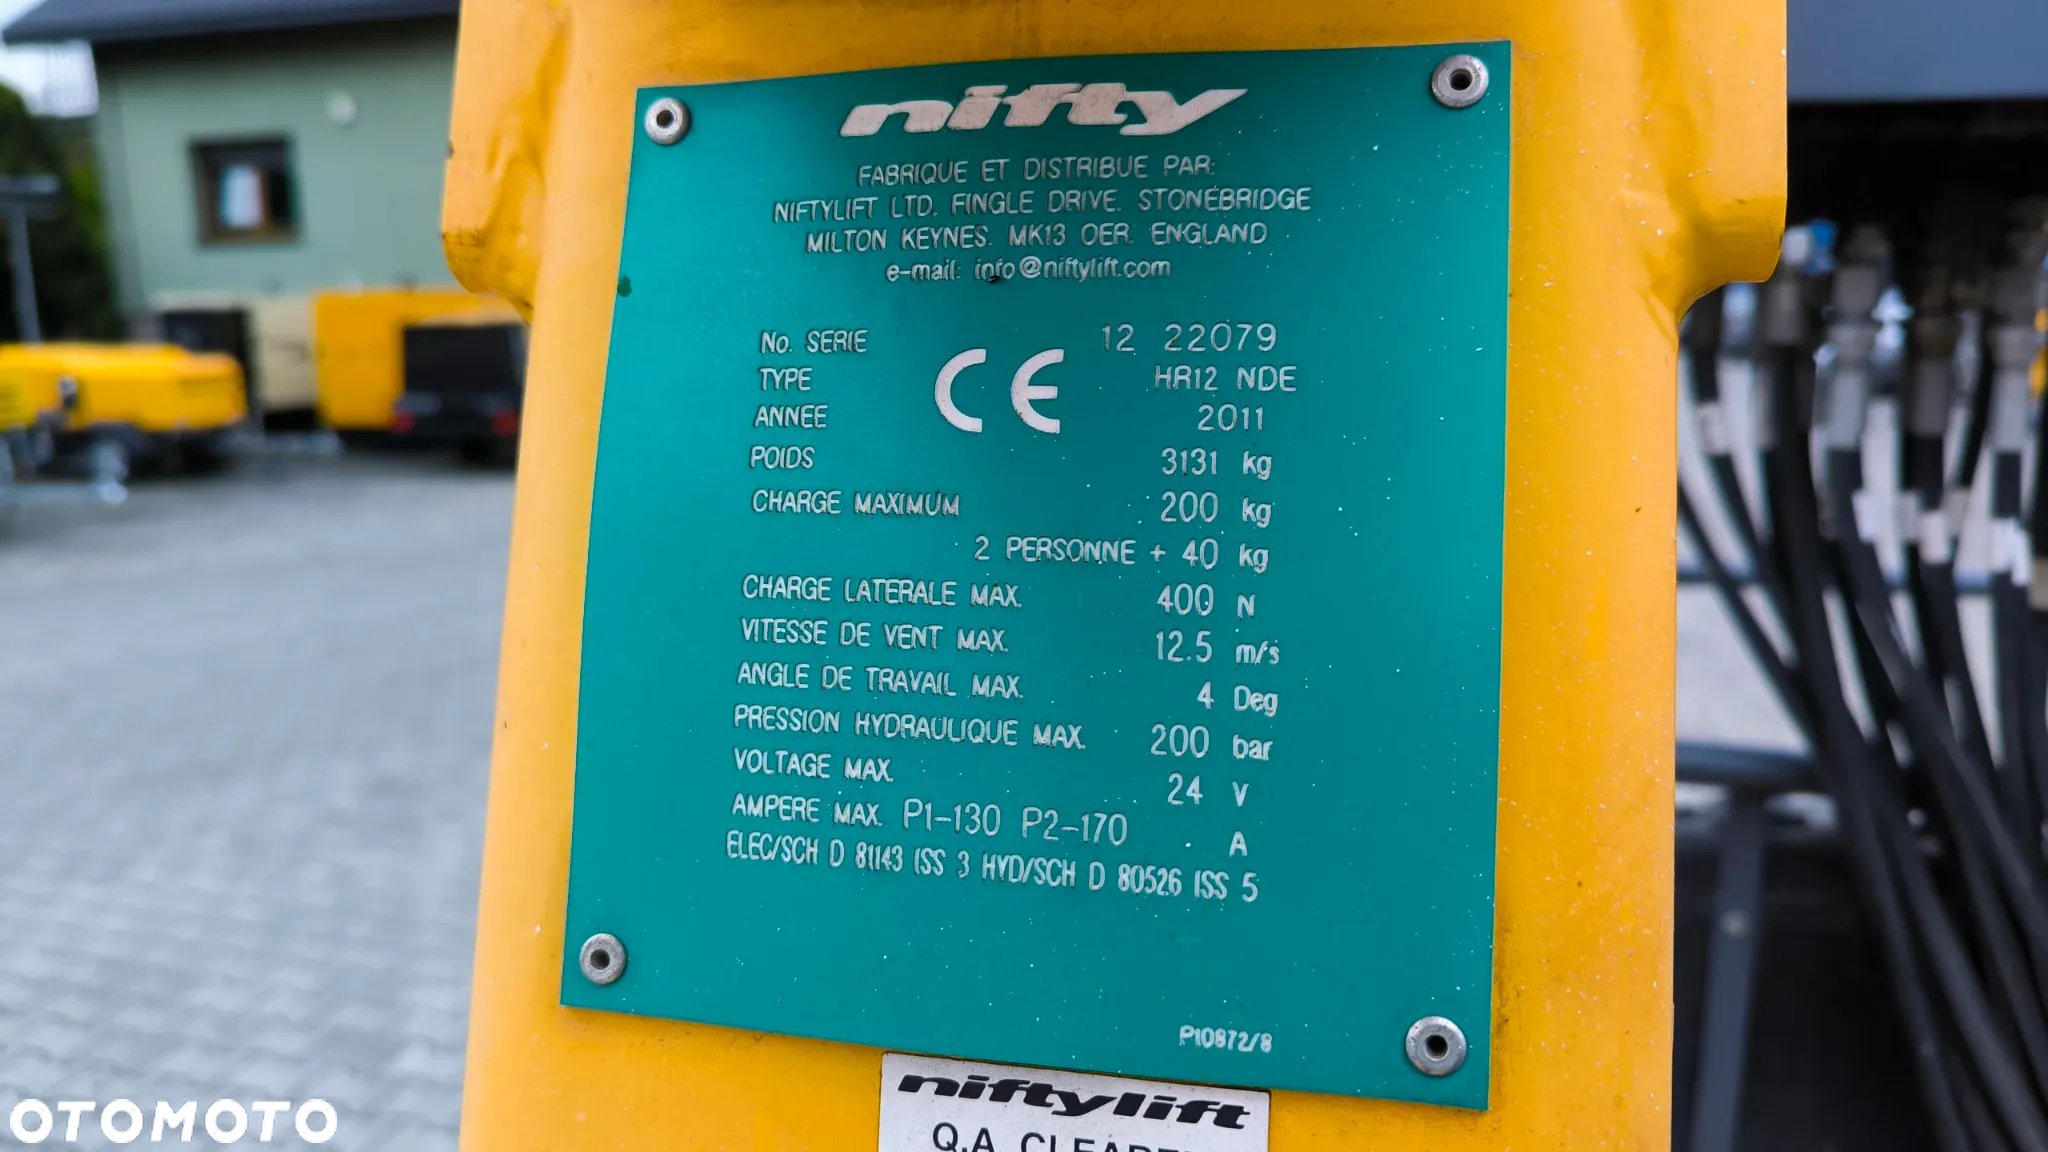 nifty
FABRIQUE ET DISTRIBUE PAR:
NIFTYLIFT LTD. FINGLE DRIVE. STONEBRIDGE
MILTON KEYNES. MK13 OER. ENGLAND
e-mail: info@niftylift.com
No. SERIE 12 22079
CE
TYPE HR12 NDE
ANNEE 2011
POIDS 3131 kg
CHARGE MAXIMUM 200 kg
2 PERSONNE + 40 kg
CHARGE LATERALE MAX. 400 N
VITESSE DE VENT MAX. 12.5 m/s
ANGLE DE TRAVAIL MAX. 4 Deg
PRESSION HYDRAULIQUE MAX. 200 bar
VOLTAGE MAX. 24 V
AMPERE MAX. P1-130 P2-170 A
ELEC/SCH D 81143 ISS 3 HYD/SCH D 80526 ISS 5
P10872/8
niftylift
Q.A.
OTOMOTO